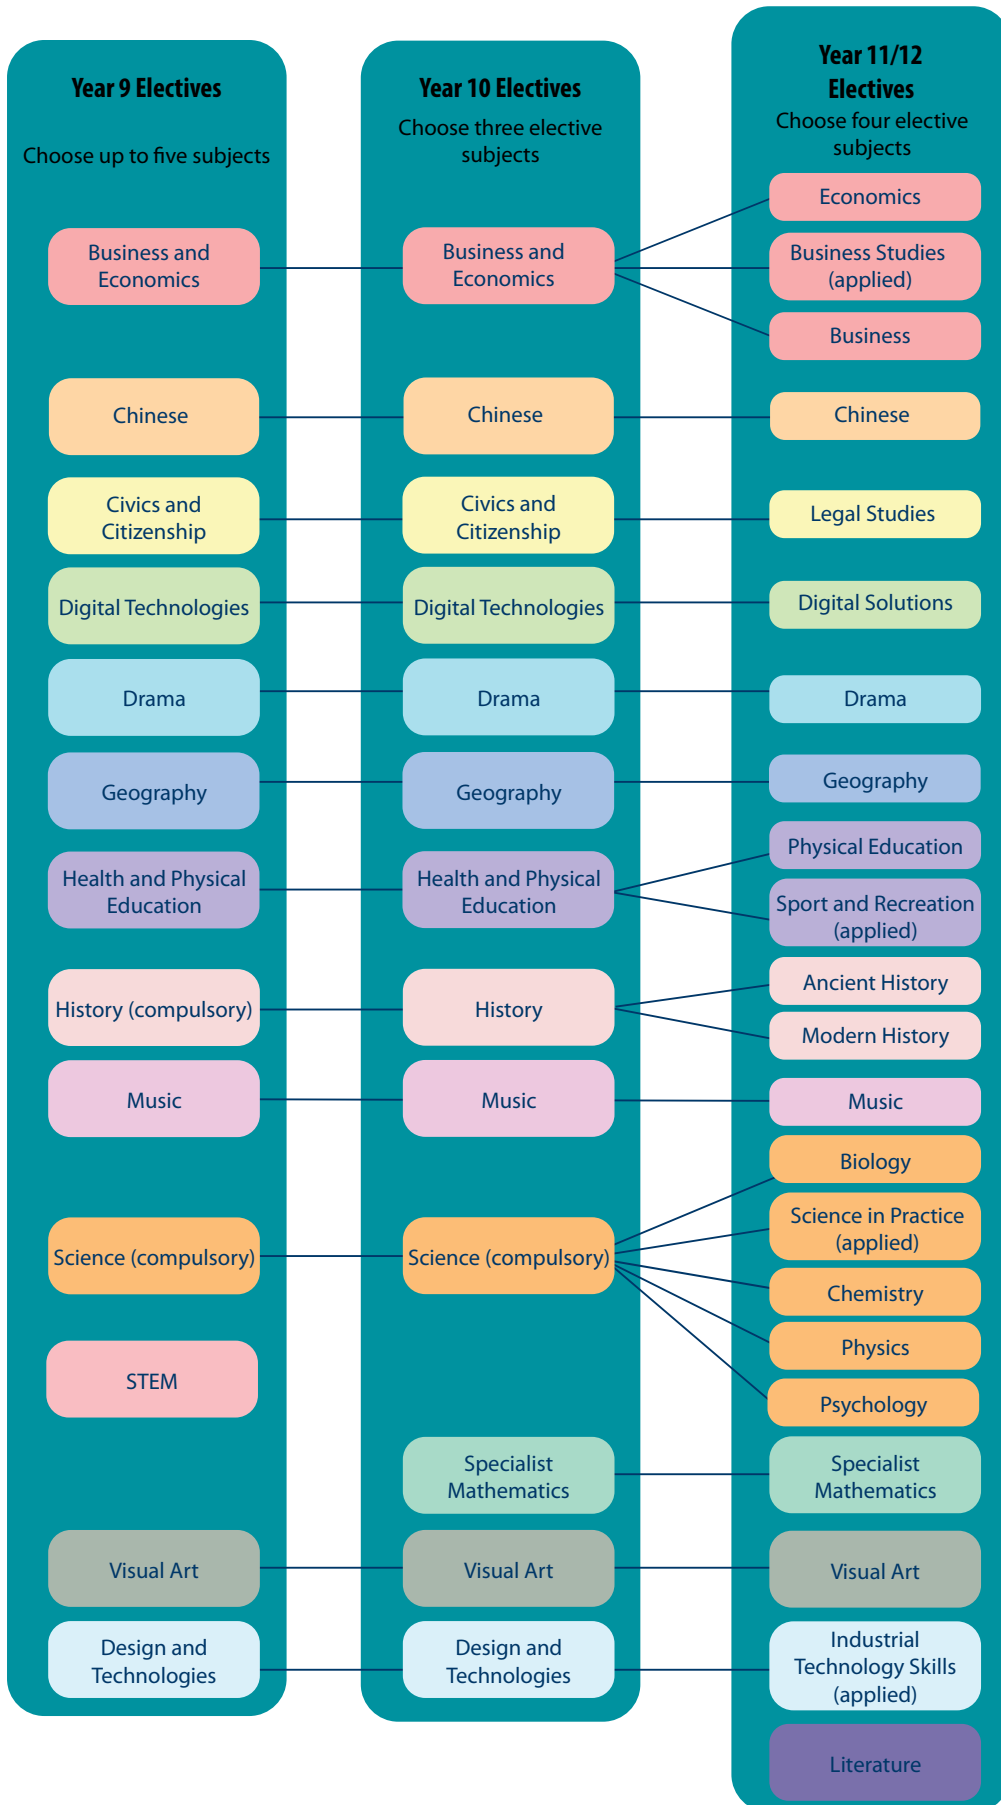 Year 9 Electives
Choose up to five subjects
Business and
Economics
Chinese
Civics and
Citizenship
Digital Technologies
Drama
Geography
Health and Physical
Education
History (compulsory)
Music
Science (compulsory)
STEM
Visual Art
Design and
Technologies
Year 10 Electives
Choose three elective
subjects
Business and
Economics
Chinese
Civics and
Citizenship
Digital Technologies
Drama
Geography
Health and Physical
Education
History
Music
Science (compulsory)
Specialist
Mathematics
Visual Art
Design and
Technologies
Year 11/12
Electives
Choose four elective
subjects
Economics
Business Studies
(applied)
Business
Chinese
Legal Studies
Digital Solutions
Drama
Geography
Physical Education
Sport and Recreation
(applied)
Ancient History
Modern History
Music
Biology
Science in Practice
(applied)
Chemistry
Physics
Psychology
Specialist
Mathematics
Visual Art
Industrial
Technology Skills
(applied)
Literature